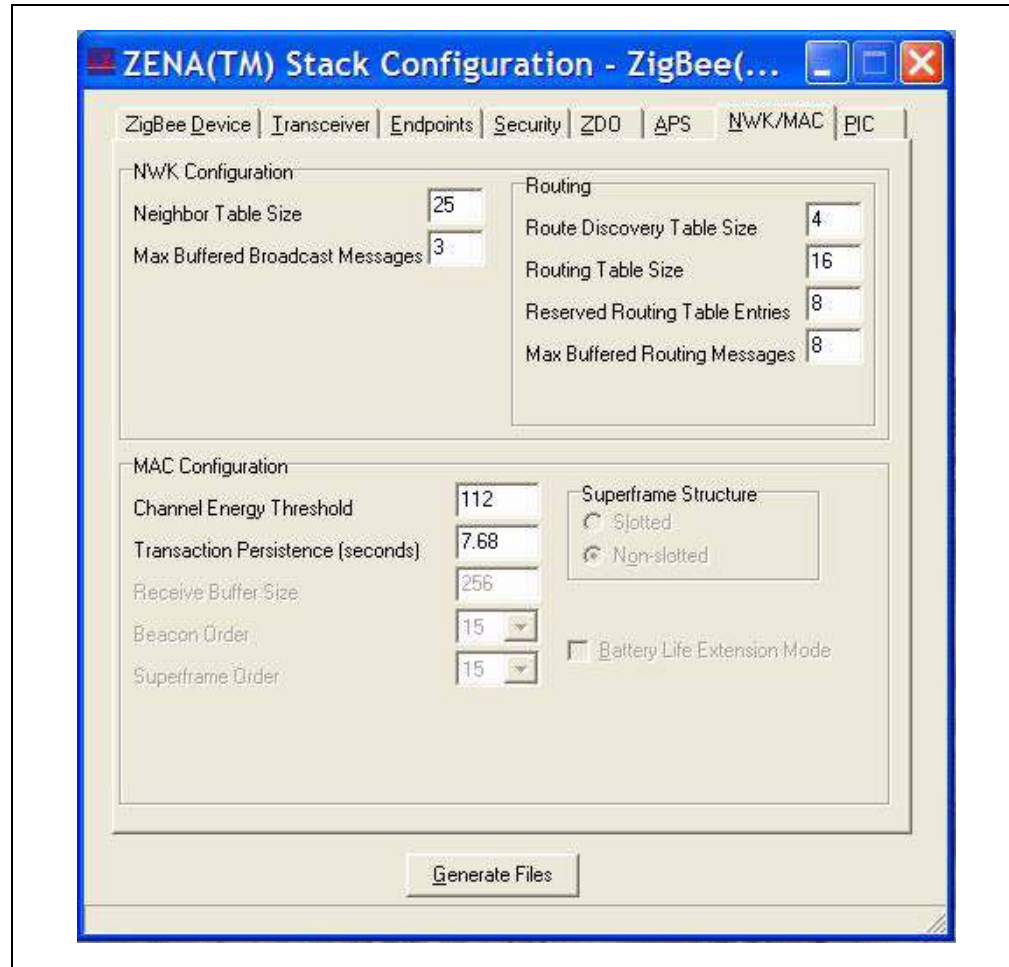 ZENA(TM) Stack Configuration - ZigBee(...
ZigBee Device
Transceiver
Endpoints
Security
ZDO
APS
NWK/MAC
PIC
NWK Configuration
Neighbor Table Size 25
Max Buffered Broadcast Messages 3
Routing
Route Discovery Table Size 4
Routing Table Size 16
Reserved Routing Table Entries 8
Max Buffered Routing Messages 8
MAC Configuration
Channel Energy Threshold 112
Transaction Persistence (seconds) 7.68
Receive Buffer Size 256
Beacon Order 15
Superframe Order 15
Superframe Structure
Slotted
Non-slotted
Battery Life Extension Mode
Generate Files